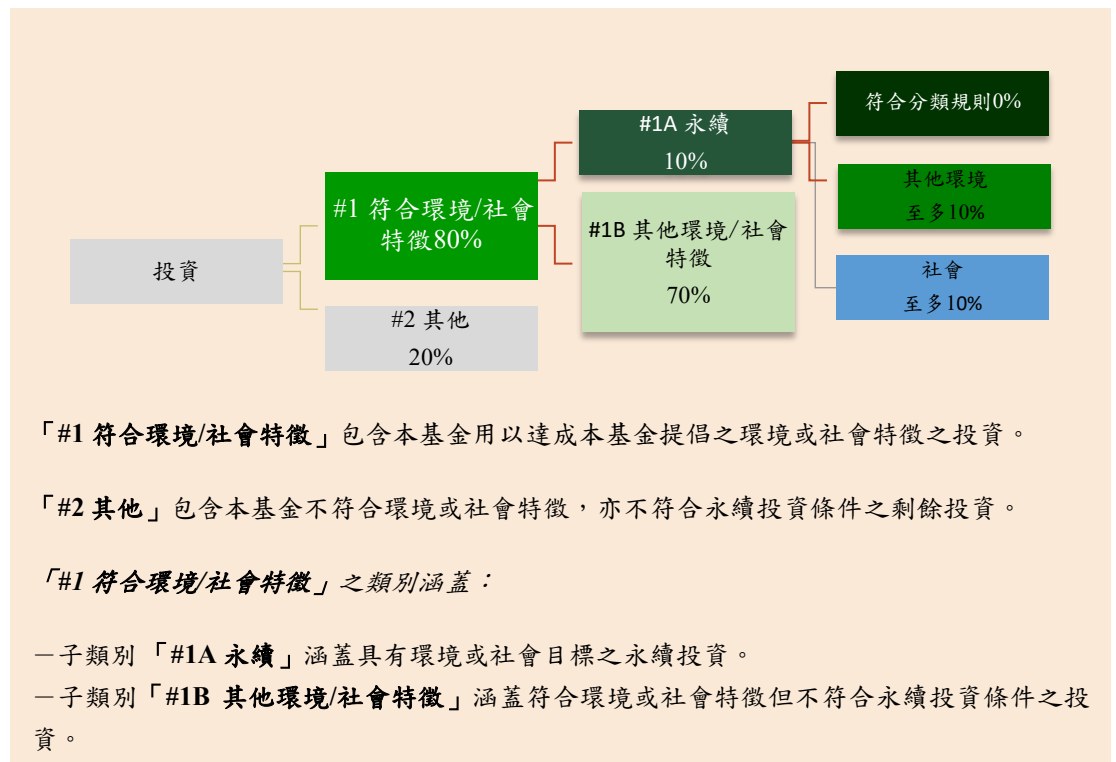 投資
#1 符合環境/社會
特徵80%
#2 其他
20%
#1A 永續
10%
#1B 其他環境/社會
特徵
70%
符合分類規則0%
其他環境
至多10%
社會
至多10%
「#1 符合環境/社會特徵」包含本基金用以達成本基金提倡之環境或社會特徵之投資。
「#2 其他」包含本基金不符合環境或社會特徵，亦不符合永續投資條件之剩餘投資。
「#1 符合環境/社會特徵」之類別涵蓋：
－子類別 「#1A 永續」涵蓋具有環境或社會目標之永續投資。
－子類別「#1B 其他環境/社會特徵」涵蓋符合環境或社會特徵但不符合永續投資條件之投
資。